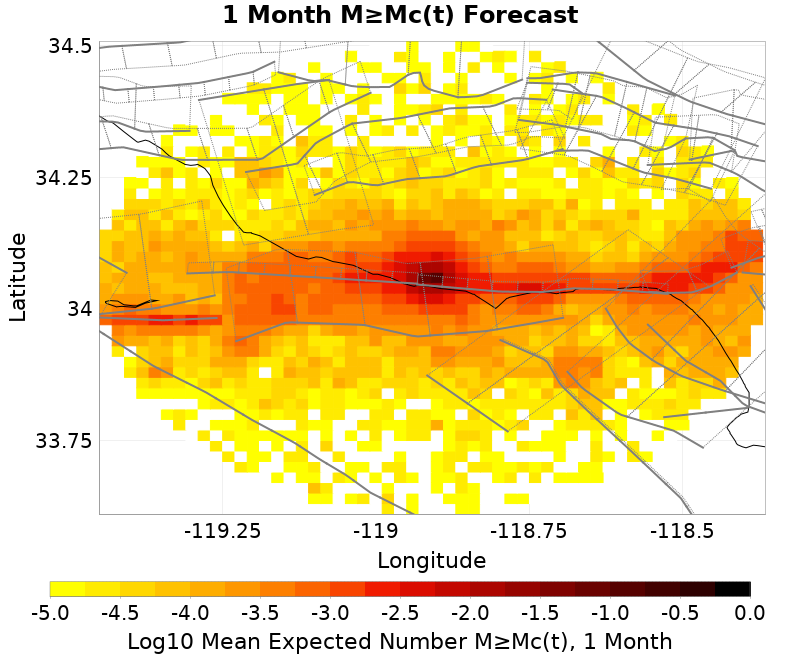 1 Month M≥Mc(t) Forecast
34.5
34.25
34
33.75
Latitude
-119.25 -119 -118.75 -118.5
Longitude
-5.0 -4.5 -4.0 -3.5 -3.0 -2.5 -2.0 -1.5 -1.0 -0.5 0.0
Log10 Mean Expected Number M≥Mc(t), 1 Month